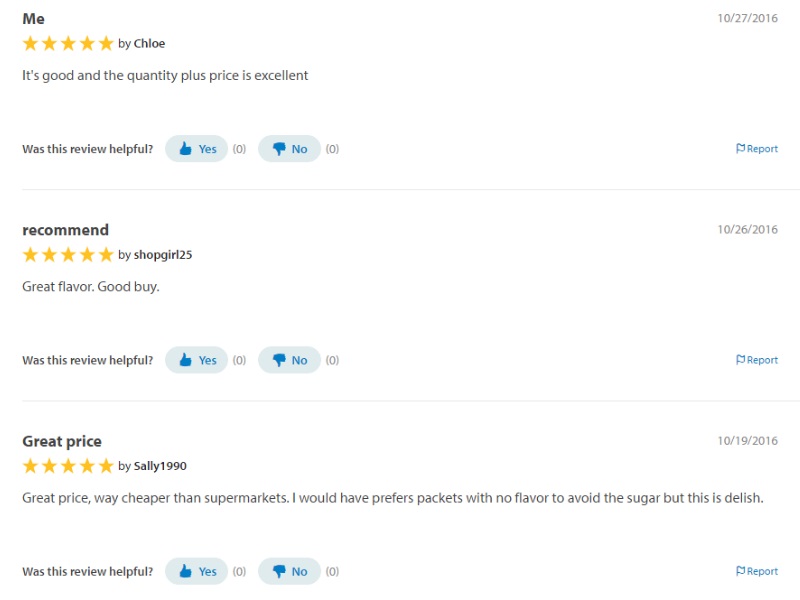 Me 10/27/2016
by Chloe
It's good and the quantity plus price is excellent
Was this review helpful? Yes (0) No (0) Report
recommend 10/26/2016
by shopgirl25
Great flavor. Good buy.
Was this review helpful? Yes (0) No (0) Report
Great price 10/19/2016
by Sally1990
Great price, way cheaper than supermarkets. I would have prefers packets with no flavor to avoid the sugar but this is delish.
Was this review helpful? Yes (0) No (0) Report